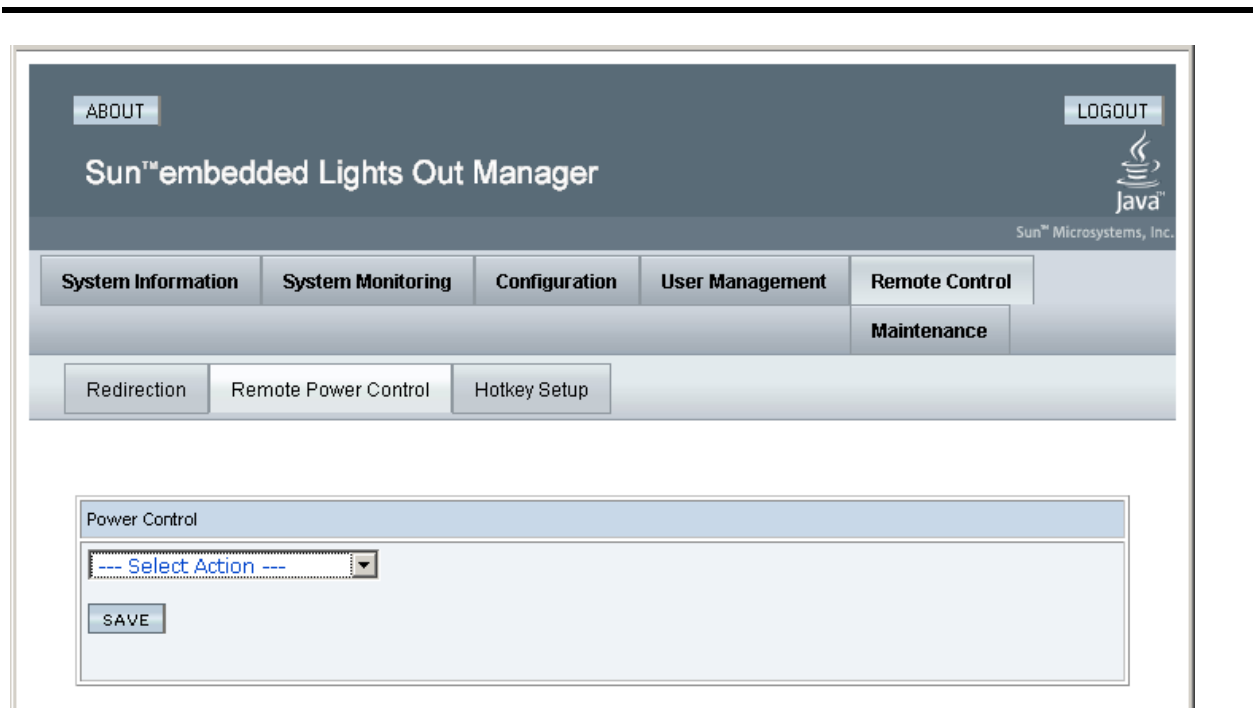 ABOUT
LOGOUT
Sun™embedded Lights Out Manager
Java™
Sun™ Microsystems, Inc.
System Information System Monitoring Configuration User Management Remote Control
Maintenance
Redirection Remote Power Control Hotkey Setup
Power Control
--- Select Action ---
SAVE